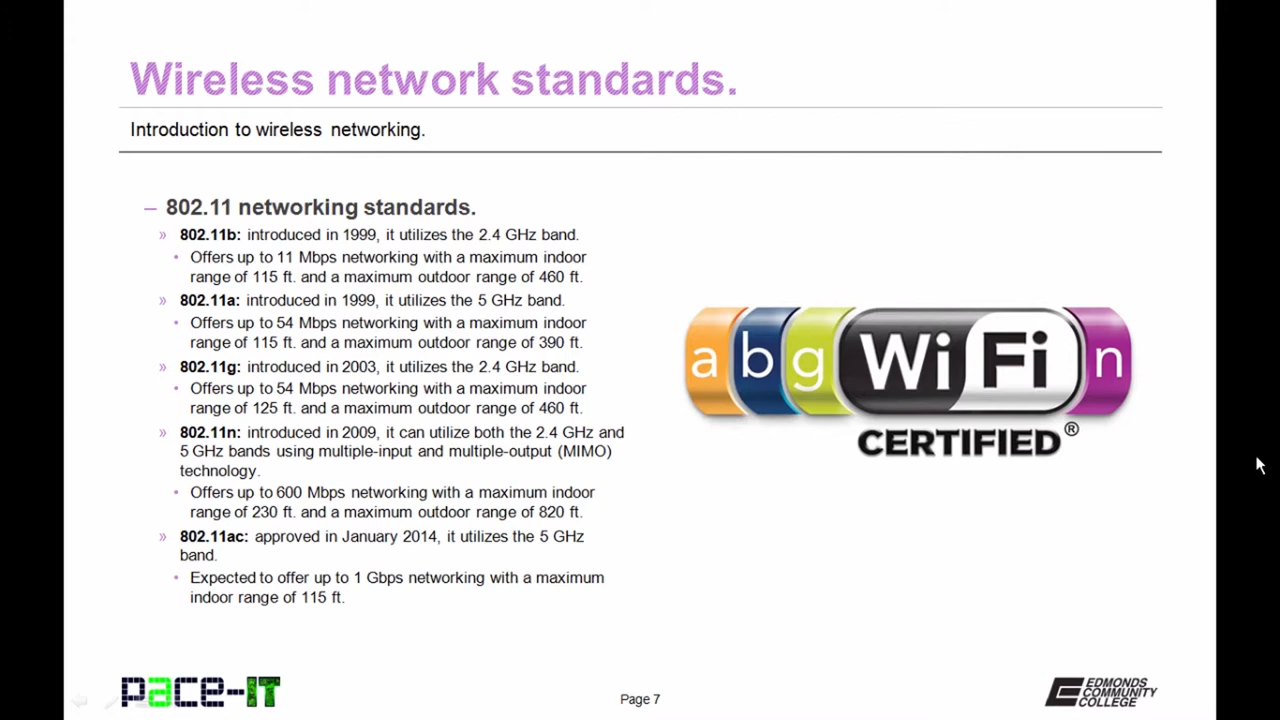 Wireless network standards.
Introduction to wireless networking.
– 802.11 networking standards.
» 802.11b: introduced in 1999, it utilizes the 2.4 GHz band.
• Offers up to 11 Mbps networking with a maximum indoor
range of 115 ft. and a maximum outdoor range of 460 ft.
» 802.11a: introduced in 1999, it utilizes the 5 GHz band.
• Offers up to 54 Mbps networking with a maximum indoor
range of 115 ft. and a maximum outdoor range of 390 ft.
» 802.11g: introduced in 2003, it utilizes the 2.4 GHz band.
• Offers up to 54 Mbps networking with a maximum indoor
range of 125 ft. and a maximum outdoor range of 460 ft.
» 802.11n: introduced in 2009, it can utilize both the 2.4 GHz and
5 GHz bands using multiple-input and multiple-output (MIMO)
technology.
• Offers up to 600 Mbps networking with a maximum indoor
range of 230 ft. and a maximum outdoor range of 820 ft.
» 802.11ac: approved in January 2014, it utilizes the 5 GHz
band.
• Expected to offer up to 1 Gbps networking with a maximum
indoor range of 115 ft.
a b g Wi Fi n
CERTIFIED®
pace-IT
Page 7
EDMONDS
COMMUNITY
COLLEGE